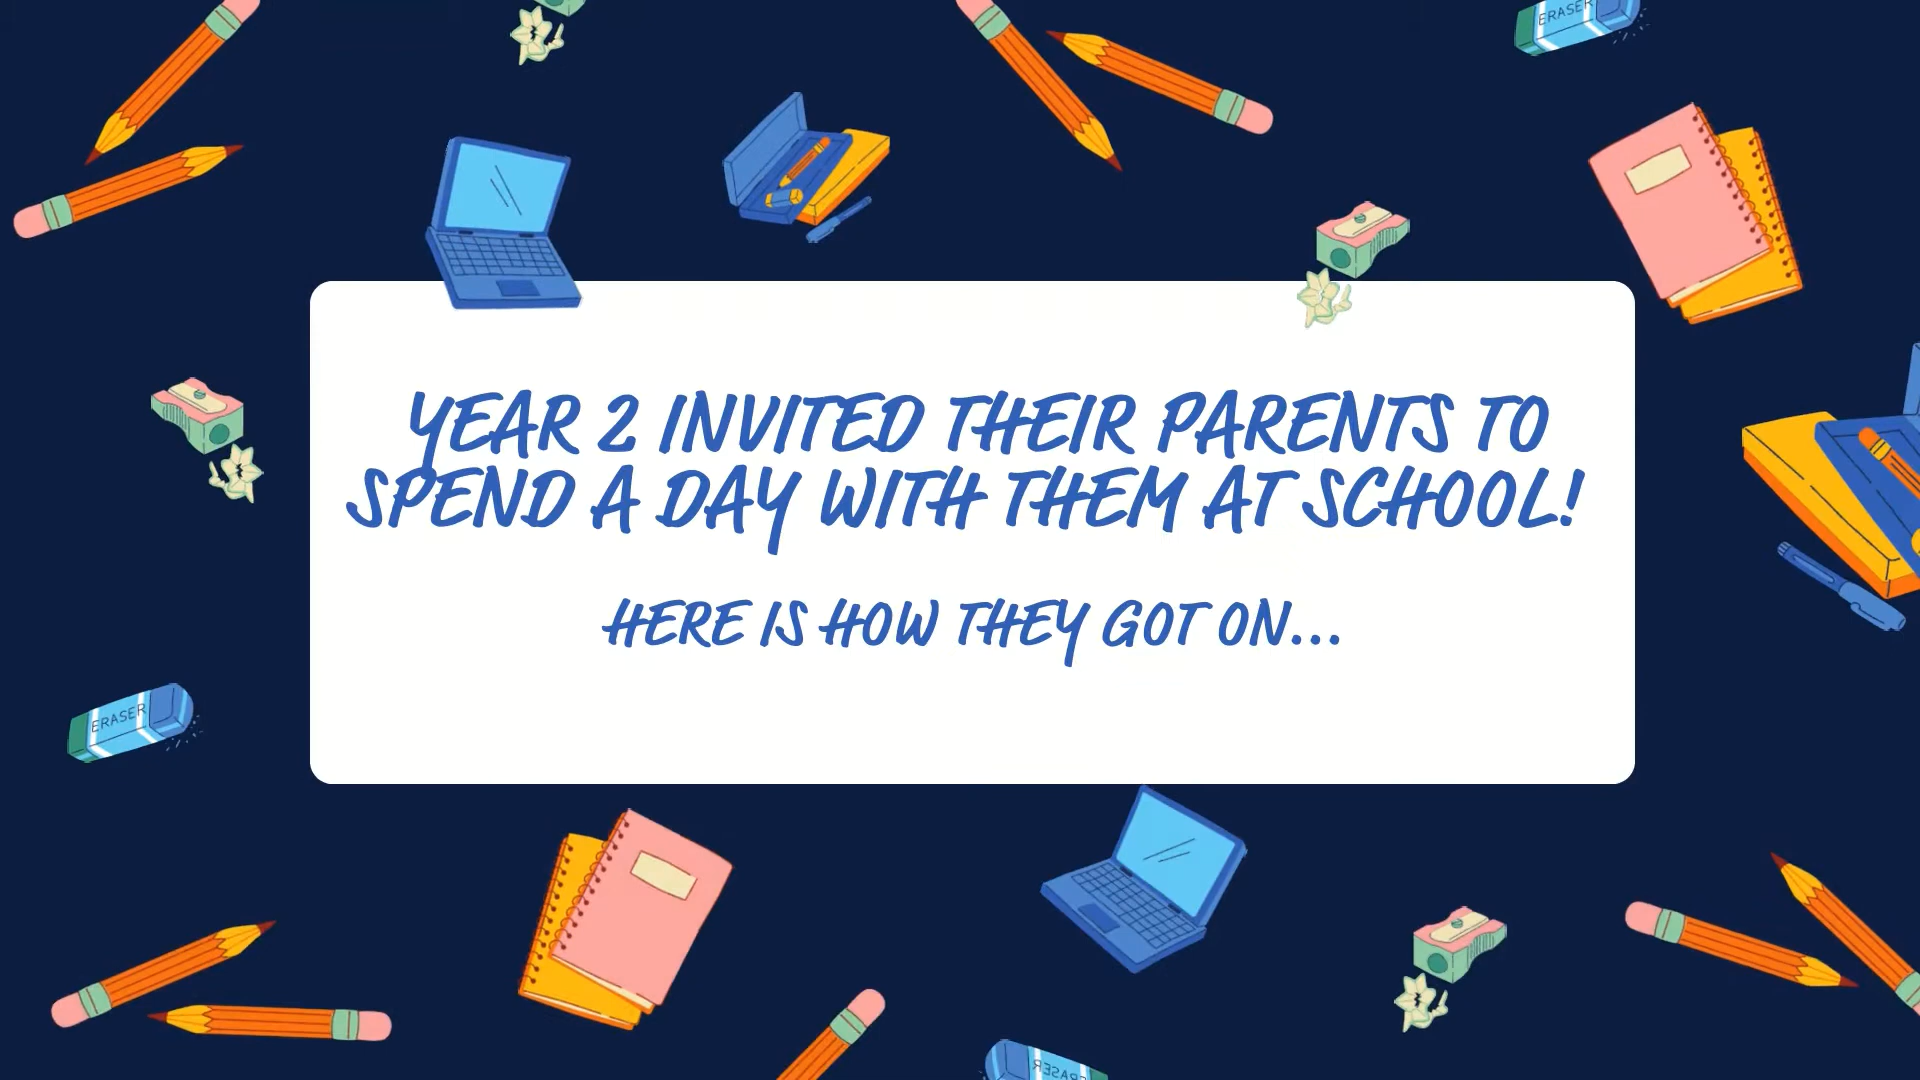 ERASER
YEAR 2 INVITED THEIR PARENTS TO
SPEND A DAY WITH THEM AT SCHOOL!
HERE IS HOW THEY GOT ON...
ERASER
ERASER